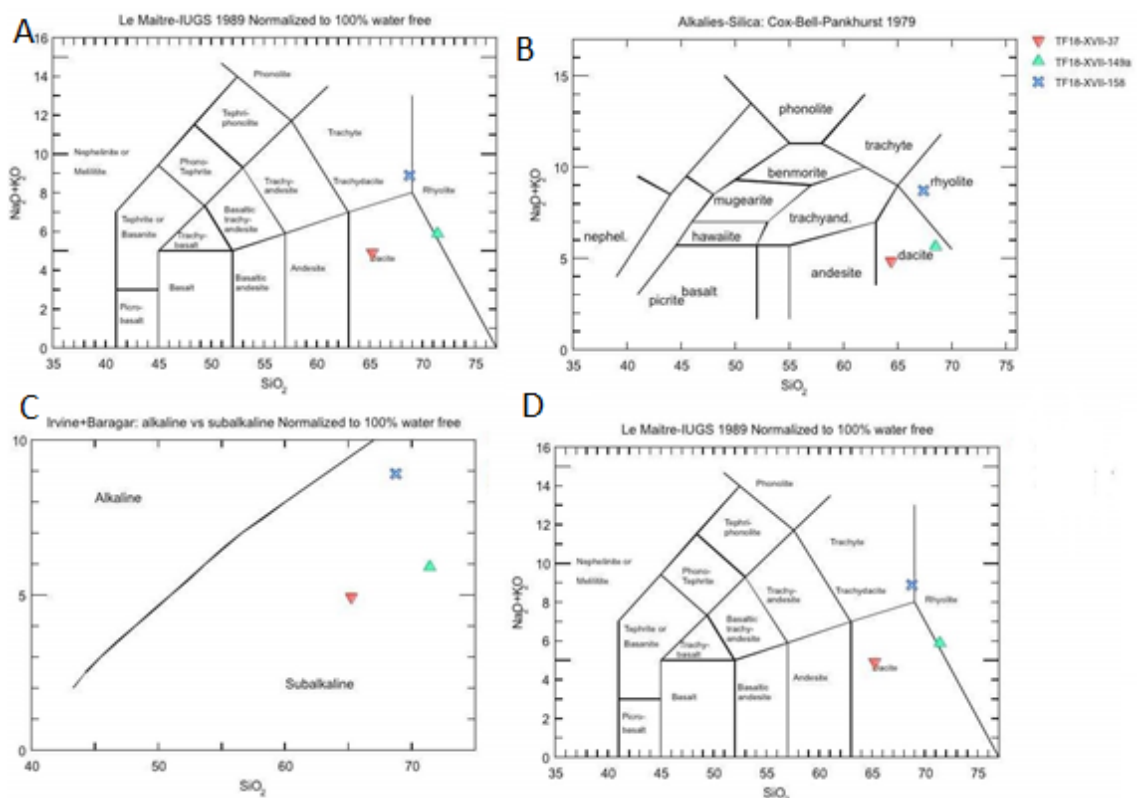 A
Le Maitre-IUGS 1989 Normalized to 100% water free
16
14
12
10
8
6
4
2
0
Na2O+K2O
Phonolite
Tephri-
phonolite
Trachyte
Nephelinite or
Melilitite
Phono-
Tephrite
Trachy-
andesite
Trachydacite
Rhyolite
Tephrite or
Basanite
Basaltic
trachy-
andesite
Trachy-
basalt
Dacite
Andesite
Basaltic
andesite
Basalt
Picro-
basalt
35 40 45 50 55 60 65 70 75
SiO2
B
Alkalies-Silica: Cox-Bell-Pankhurst 1979
15
10
5
0
Na2O+K2O
phonolite
trachyte
benmorite
rhyolite
mugearite
trachyand.
nephel.
hawaiite
dacite
andesite
basalt
picrite
35 40 45 50 55 60 65 70 75
SiO2
TF18-XVII-37
TF18-XVII-149a
TF18-XVII-158
C
Irvine+Baragar: alkaline vs subalkaline Normalized to 100% water free
10
5
0
Na2O+K2O
Alkaline
Subalkaline
40 50 60 70
SiO2
D
Le Maitre-IUGS 1989 Normalized to 100% water free
16
14
12
10
8
6
4
2
0
Na2O+K2O
Phonolite
Tephri-
phonolite
Trachyte
Nephelinite or
Melilitite
Phono-
Tephrite
Trachy-
andesite
Trachydacite
Rhyolite
Tephrite or
Basanite
Basaltic
trachy-
andesite
Trachy-
basalt
Dacite
Andesite
Basaltic
andesite
Basalt
Picro-
basalt
35 40 45 50 55 60 65 70 75
SiO2